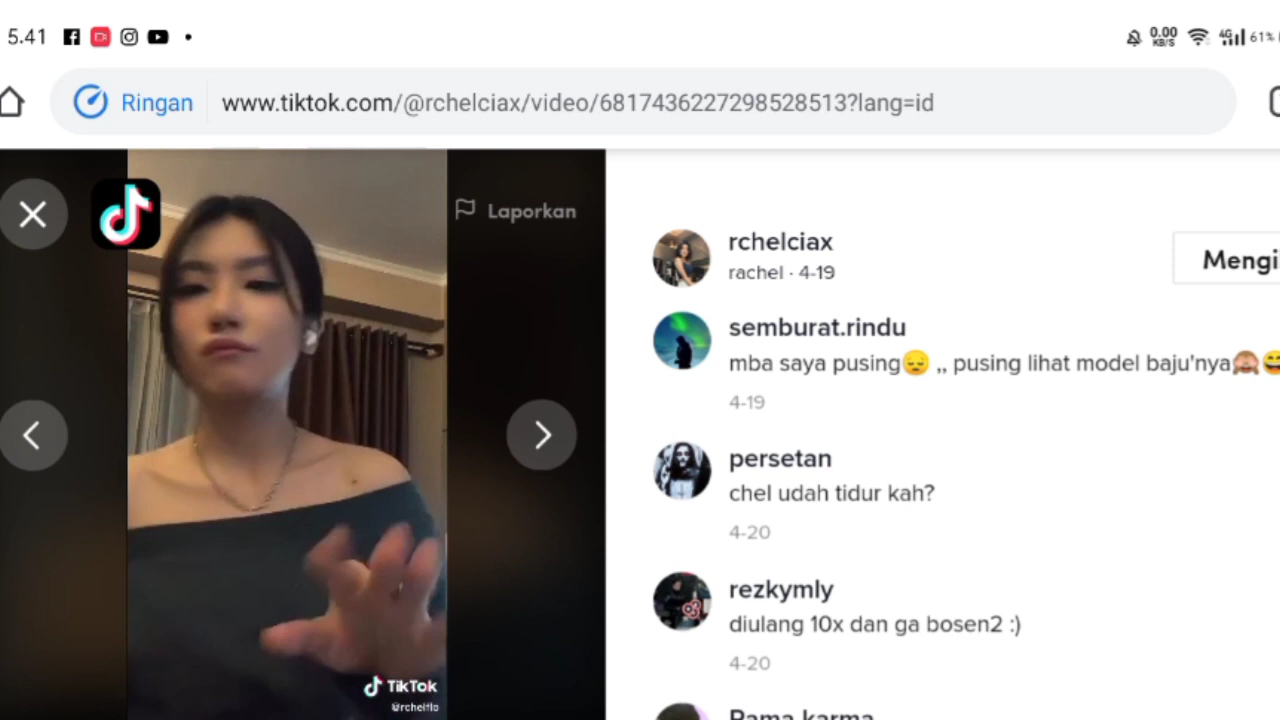 5.41
0.00
KB/S
4G
61%
Ringan
www.tiktok.com/@rchelciax/video/6817436227298528513?lang=id
Laporkan
rchelciax
rachel · 4-19
Mengi
semburat.rindu
mba saya pusing😔 ,, pusing lihat model baju'nya🙈😄
4-19
persetan
chel udah tidur kah?
4-20
rezkymly
diulang 10x dan ga bosen2 :)
4-20
Rama karma
TikTok